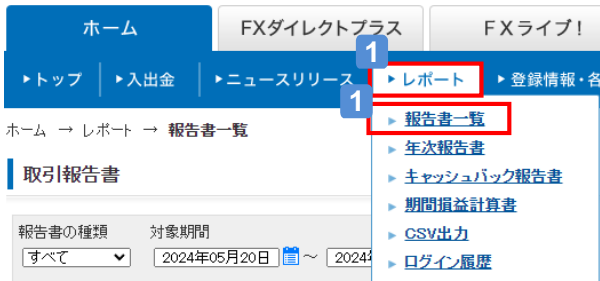 ホーム FXダイレクトプラス FXライブ!
1
トップ 入出金 ニュースリリース レポート 登録情報・各
1
ホーム → レポート → 報告書一覧
報告書一覧
年次報告書
キャッシュバック報告書
期間損益計算書
CSV出力
ログイン履歴
取引報告書
報告書の種類 対象期間
すべて 2024年05月20日 ～ 2024